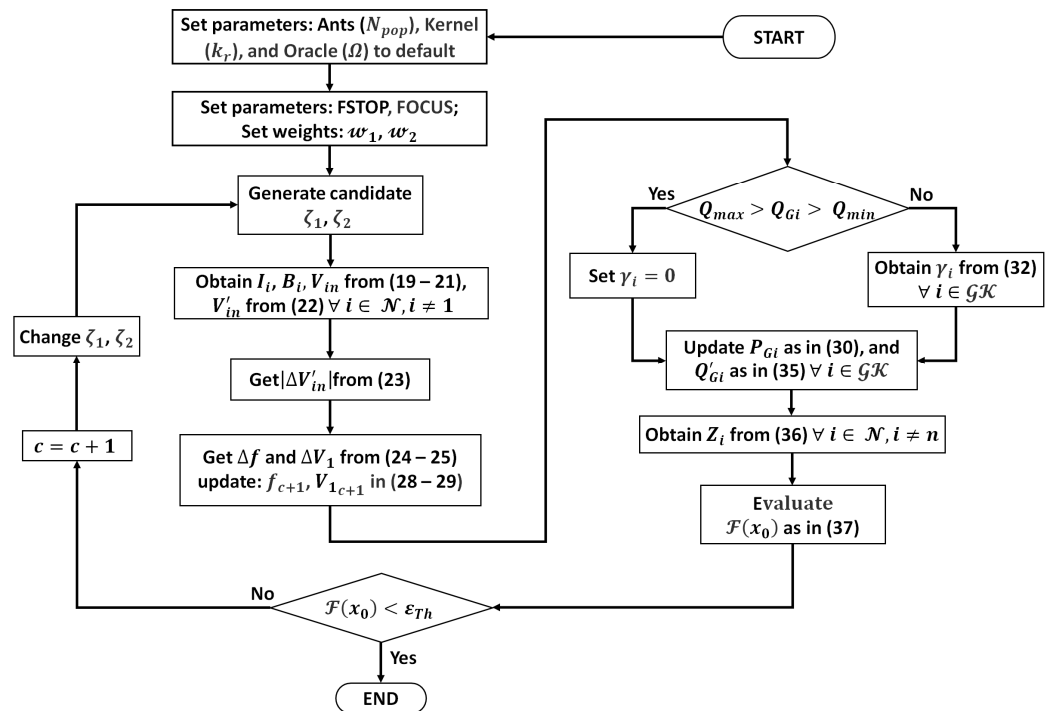 START
Set parameters: Ants (N_pop), Kernel
(k_r), and Oracle (Ω) to default
Set parameters: FSTOP, FOCUS;
Set weights: 𝓌_1, 𝓌_2
Generate candidate
ζ_1, ζ_2
Obtain I_i, B_i, V_in from (19 – 21),
V′_in from (22) ∀ i ∈ 𝒩, i ≠ 1
Get|ΔV′_in|from (23)
Get Δf and ΔV_1 from (24 – 25)
update: f_{c+1}, V_{1_{c+1}} in (28 – 29)
Q_max > Q_Gi > Q_min
Yes
No
Set γ_i = 0
Obtain γ_i from (32)
∀ i ∈ 𝒢𝒦
Update P_Gi as in (30), and
Q′_Gi as in (35) ∀ i ∈ 𝒢𝒦
Obtain Z_i from (36) ∀ i ∈ 𝒩, i ≠ n
Evaluate
ℱ(x_0) as in (37)
ℱ(x_0) < ε_Th
No
c = c + 1
Change ζ_1, ζ_2
Yes
END